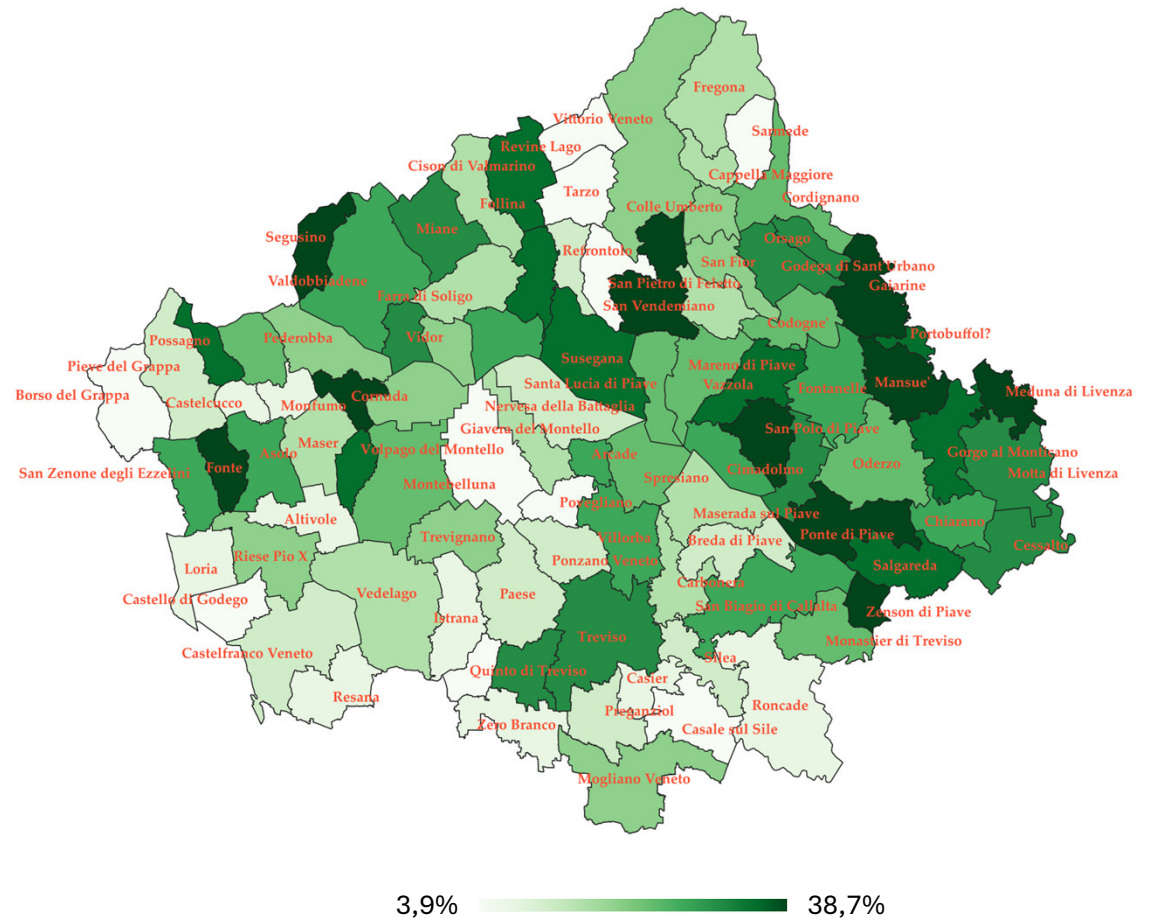 Fregona
Vittorio Veneto
Sarmede
Revine Lago
Cison di Valmarino
Cappella Maggiore
Tarzo
Cordignano
Follina
Colle Umberto
Miane
Segusino
Orsago
Refrontolo
San Fior
Godega di Sant'Urbano
Valdobbiadene
San Pietro di Feletto
Gaiarine
Farra di Soligo
San Vendemiano
Codogne'
Portobuffol?
Pederobba
Vidor
Possagno
Susegana
Mareno di Piave
Pieve del Grappa
Santa Lucia di Piave
Vazzola
Mansue'
Fontanelle
Meduna di Livenza
Borso del Grappa
Cornuda
Castelcucco
Monfumo
Nervesa della Battaglia
Giavera del Montello
San Polo di Piave
Maser
Volpago del Montello
Asolo
Arcade
Gorgo al Monticano
Fonte
Cimadolmo
Oderzo
San Zenone degli Ezzelini
Motta di Livenza
Spresiano
Montebelluna
Povegliano
Maserada sul Piave
Altivole
Chiarano
Ponte di Piave
Trevignano
Villorba
Breda di Piave
Cessalto
Riese Pio X
Ponzano Veneto
Salgareda
Loria
Carbonera
Vedelago
Paese
Castello di Godego
San Biagio di Callalta
Zenson di Piave
Istrana
Treviso
Monastier di Treviso
Castelfranco Veneto
Silea
Quinto di Treviso
Casier
Resana
Roncade
Preganziol
Zero Branco
Casale sul Sile
Mogliano Veneto
3,9%
38,7%